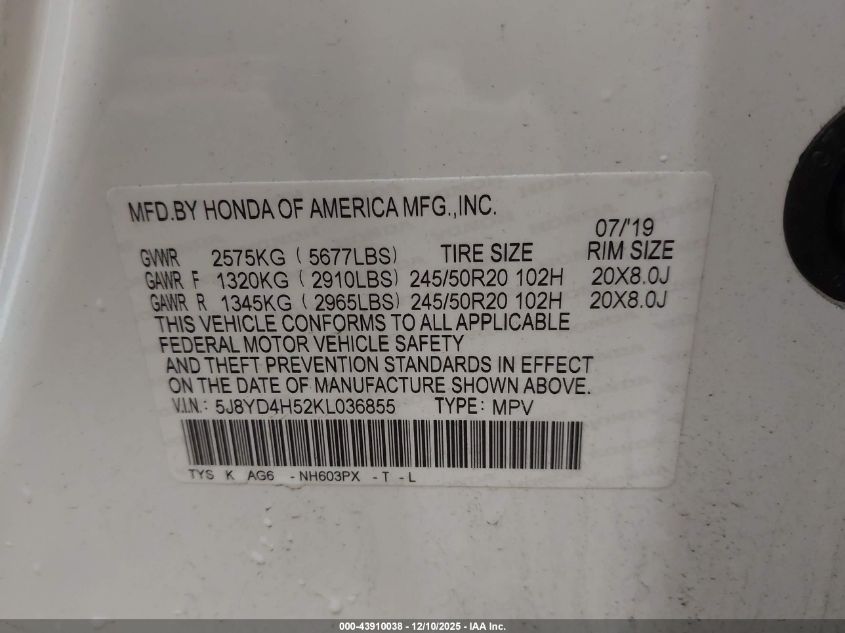 MFD.BY HONDA OF AMERICA MFG.,INC.
07/'19
GVWR 2575KG ( 5677LBS) TIRE SIZE RIM SIZE
GAWR F 1320KG ( 2910LBS) 245/50R20 102H 20X8.0J
GAWR R 1345KG ( 2965LBS) 245/50R20 102H 20X8.0J
THIS VEHICLE CONFORMS TO ALL APPLICABLE
FEDERAL MOTOR VEHICLE SAFETY
AND THEFT PREVENTION STANDARDS IN EFFECT
ON THE DATE OF MANUFACTURE SHOWN ABOVE.
V.I.N.: 5J8YD4H52KL036855 TYPE: MPV
TYS K AG6 -NH603PX -T -L
000-43910038 - 12/10/2025 - IAA Inc.